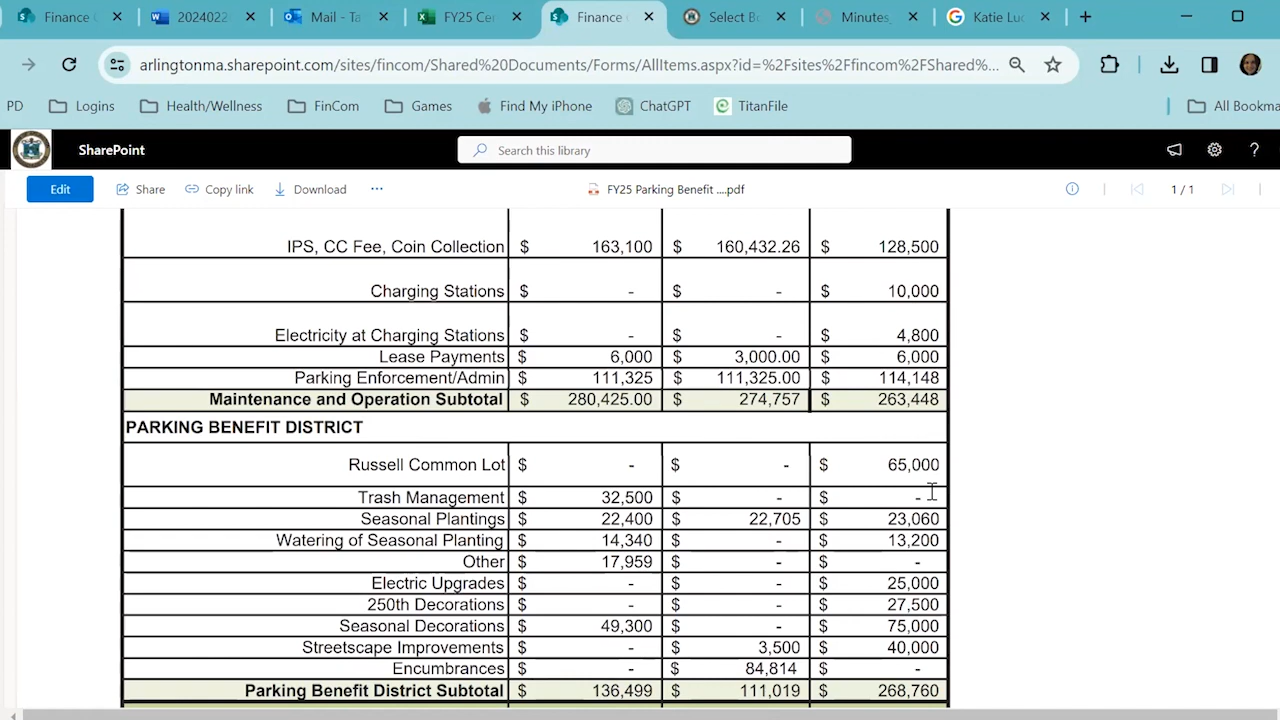 Finance
2024022
Mail - Ta
FY25 Cer
Finance
Select B
Minutes
Katie Lu
arlingtonma.sharepoint.com/sites/fincom/Shared%20Documents/Forms/AllItems.aspx?id=%2Fsites%2Ffincom%2FShared%...
PD Logins Health/Wellness FinCom Games Find My iPhone ChatGPT TitanFile All Bookma
SharePoint Search this library ?
Edit Share Copy link Download ... FY25 Parking Benefit ....pdf 1 / 1
IPS, CC Fee, Coin Collection $ 163,100 $ 160,432.26 $ 128,500
Charging Stations $ - $ - $ 10,000
Electricity at Charging Stations $ - $ - $ 4,800
Lease Payments $ 6,000 $ 3,000.00 $ 6,000
Parking Enforcement/Admin $ 111,325 $ 111,325.00 $ 114,148
Maintenance and Operation Subtotal $ 280,425.00 $ 274,757 $ 263,448
PARKING BENEFIT DISTRICT
Russell Common Lot $ - $ - $ 65,000
Trash Management $ 32,500 $ - $ -
Seasonal Plantings $ 22,400 $ 22,705 $ 23,060
Watering of Seasonal Planting $ 14,340 $ - $ 13,200
Other $ 17,959 $ - $ -
Electric Upgrades $ - $ - $ 25,000
250th Decorations $ - $ - $ 27,500
Seasonal Decorations $ 49,300 $ - $ 75,000
Streetscape Improvements $ - $ 3,500 $ 40,000
Encumbrances $ - $ 84,814 $ -
Parking Benefit District Subtotal $ 136,499 $ 111,019 $ 268,760